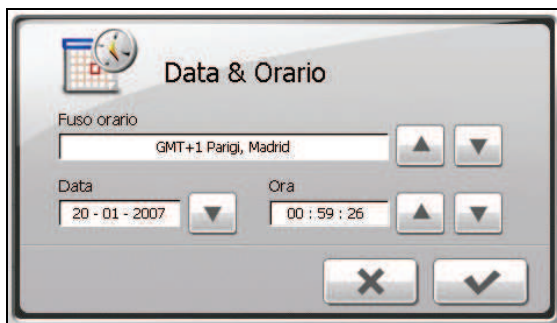 Data & Orario
Fuso orario
GMT+1 Parigi, Madrid
Data
Ora
20 - 01 - 2007
00 : 59 : 26